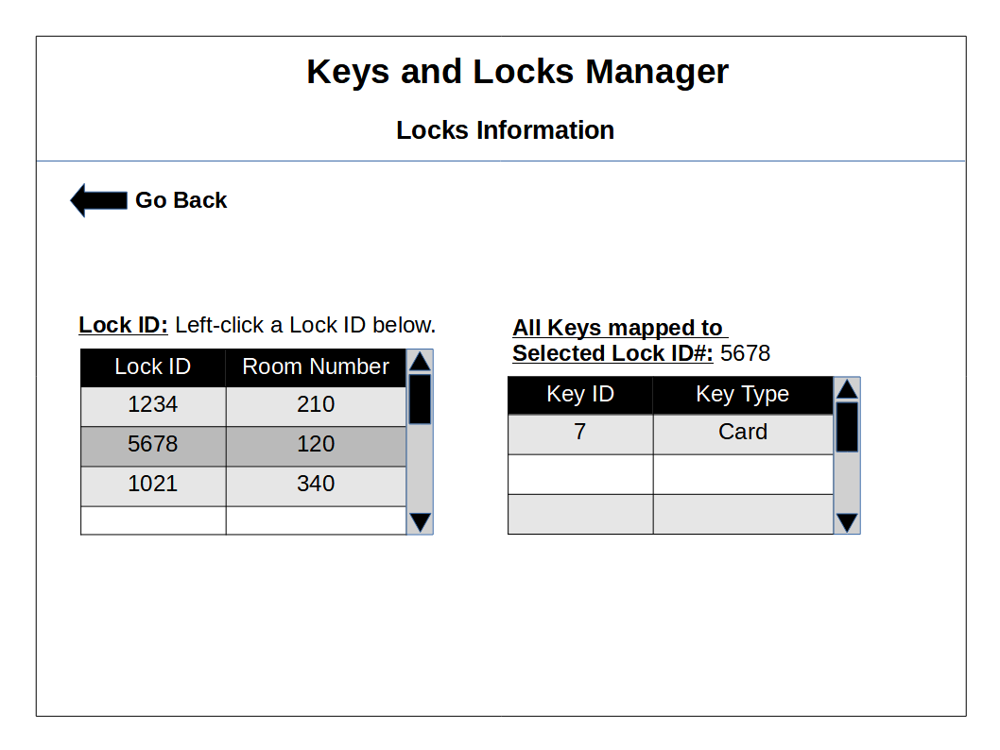 Keys and Locks Manager
Locks Information
Go Back
Lock ID: Left-click a Lock ID below.
Lock ID Room Number
1234 210
5678 120
1021 340
All Keys mapped to
Selected Lock ID#: 5678
Key ID Key Type
7 Card